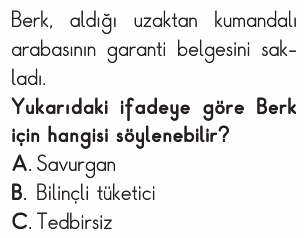 Berk, aldığı uzaktan kumandalı
arabasının garanti belgesini sak-
ladı.
Yukarıdaki ifadeye göre Berk
için hangisi söylenebilir?
A. Savurgan
B. Bilinçli tüketici
C. Tedbirsiz